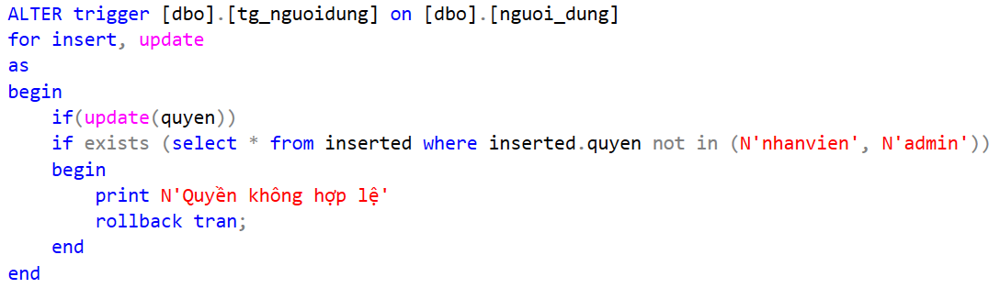 ALTER trigger [dbo].[tg_nguoidung] on [dbo].[nguoi_dung]
for insert, update
as
begin
    if(update(quyen))
    if exists (select * from inserted where inserted.quyen not in (N'nhanvien', N'admin'))
    begin
        print N'Quyền không hợp lệ'
        rollback tran;
    end
end